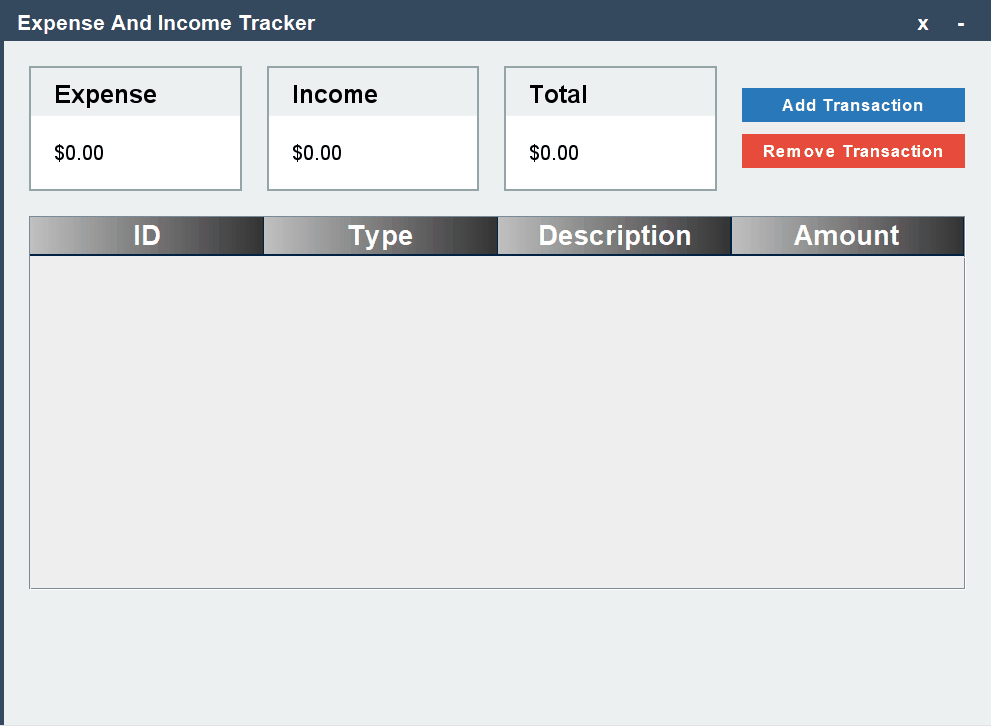 Expense And Income Tracker x -
Expense Income Total
$0.00 $0.00 $0.00
Add Transaction
Remove Transaction
ID Type Description Amount